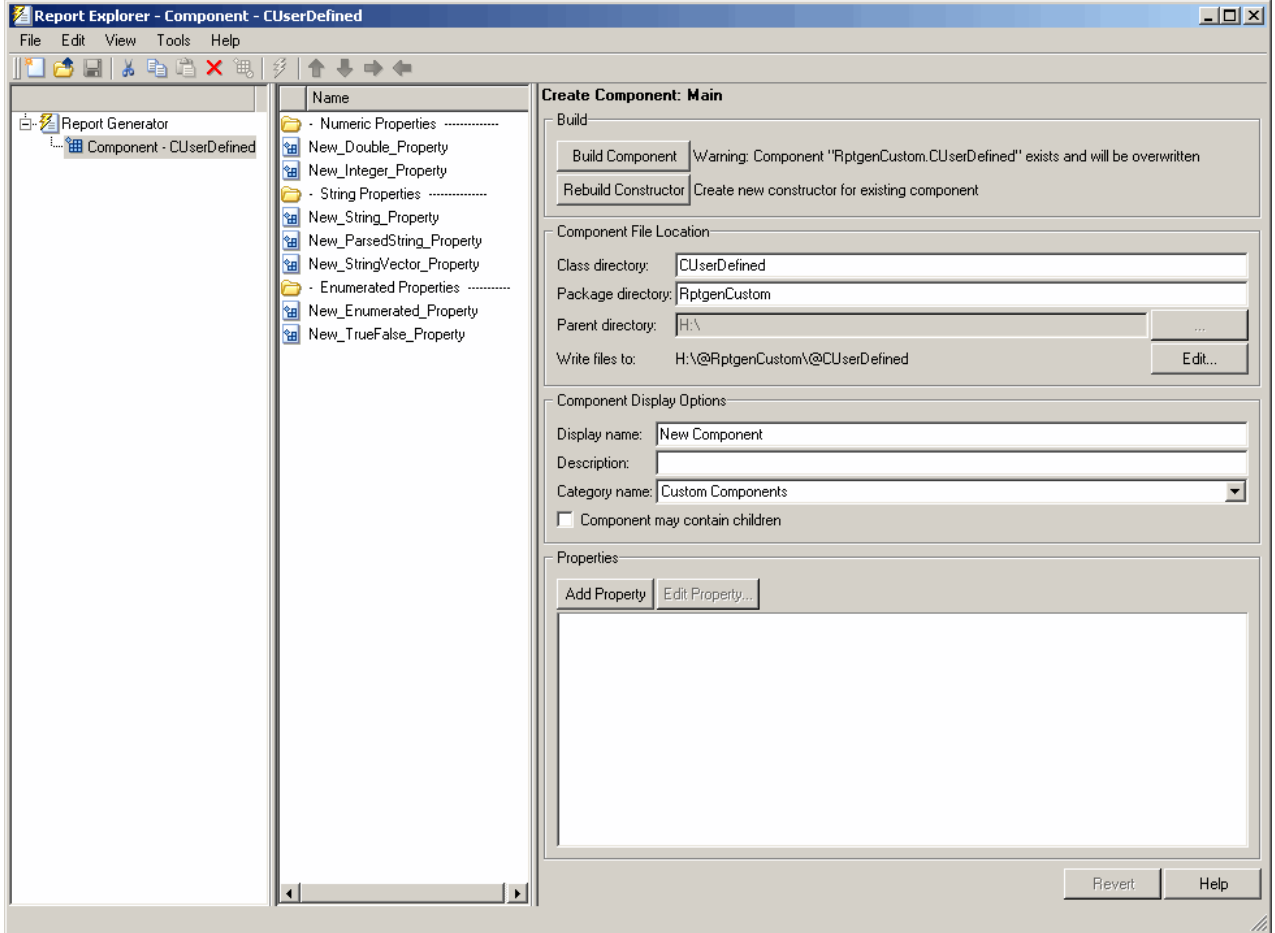 Report Explorer - Component - CUserDefined
File Edit View Tools Help
Report Generator
Component - CUserDefined
Name
- Numeric Properties -------------
New_Double_Property
New_Integer_Property
- String Properties --------------
New_String_Property
New_ParsedString_Property
New_StringVector_Property
- Enumerated Properties ----------
New_Enumerated_Property
New_TrueFalse_Property
Create Component: Main
Build
Build Component Warning: Component "RptgenCustom.CUserDefined" exists and will be overwritten
Rebuild Constructor Create new constructor for existing component
Component File Location
Class directory: CUserDefined
Package directory: RptgenCustom
Parent directory: H:\ ...
Write files to: H:\@RptgenCustom\@CUserDefined Edit...
Component Display Options
Display name: New Component
Description:
Category name: Custom Components
Component may contain children
Properties
Add Property Edit Property...
Revert Help